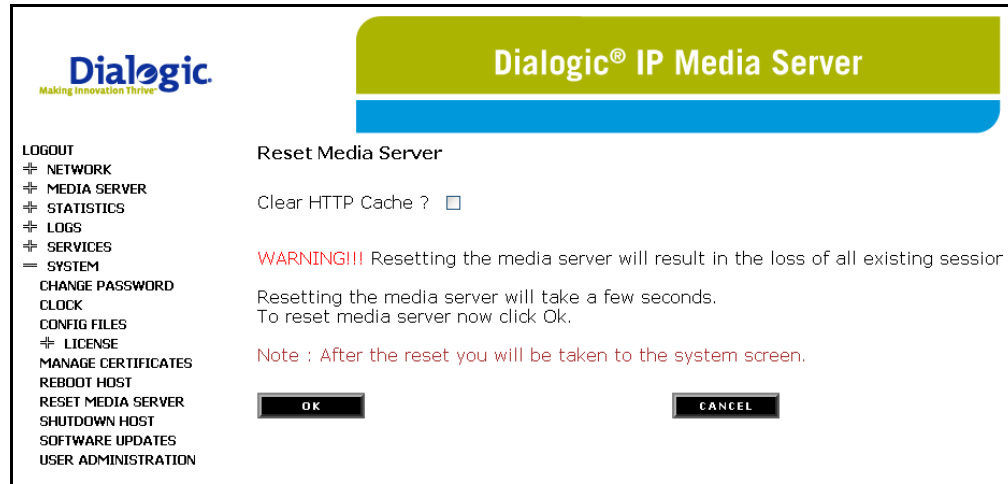 Dialogic.
Making Innovation Thrive™
Dialogic® IP Media Server
LOGOUT
NETWORK
MEDIA SERVER
STATISTICS
LOGS
SERVICES
SYSTEM
CHANGE PASSWORD
CLOCK
CONFIG FILES
LICENSE
MANAGE CERTIFICATES
REBOOT HOST
RESET MEDIA SERVER
SHUTDOWN HOST
SOFTWARE UPDATES
USER ADMINISTRATION
Reset Media Server
Clear HTTP Cache ?
WARNING!!! Resetting the media server will result in the loss of all existing
Resetting the media server will take a few seconds.
To reset media server now click Ok.
Note : After the reset you will be taken to the system screen.
OK
CANCEL